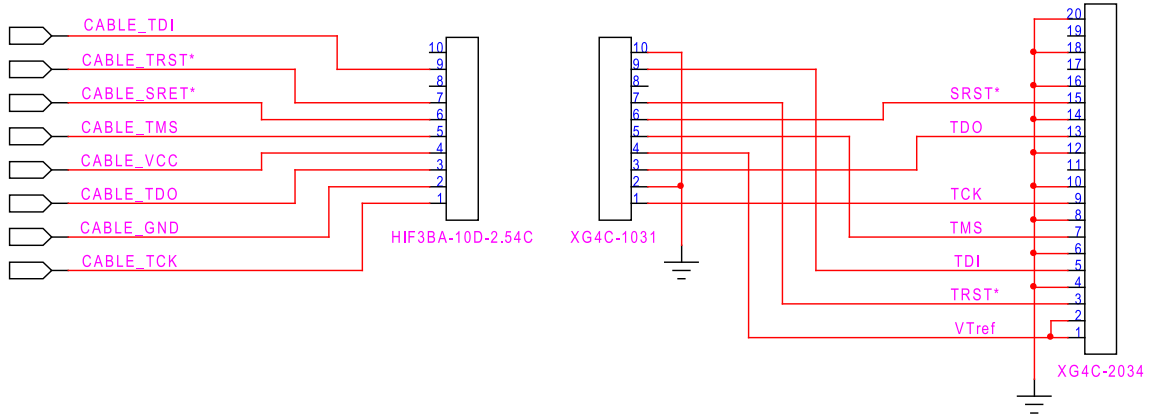 CABLE_TDI
CABLE_TRST*
CABLE_SRET*
CABLE_TMS
CABLE_VCC
CABLE_TDO
CABLE_GND
CABLE_TCK
10
9
8
7
6
5
4
3
2
1
HIF3BA-10D-2.54C
10
9
8
7
6
5
4
3
2
1
XG4C-1031
SRST*
TDO
TCK
TMS
TDI
TRST*
VTref
20
19
18
17
16
15
14
13
12
11
10
9
8
7
6
5
4
3
2
1
XG4C-2034